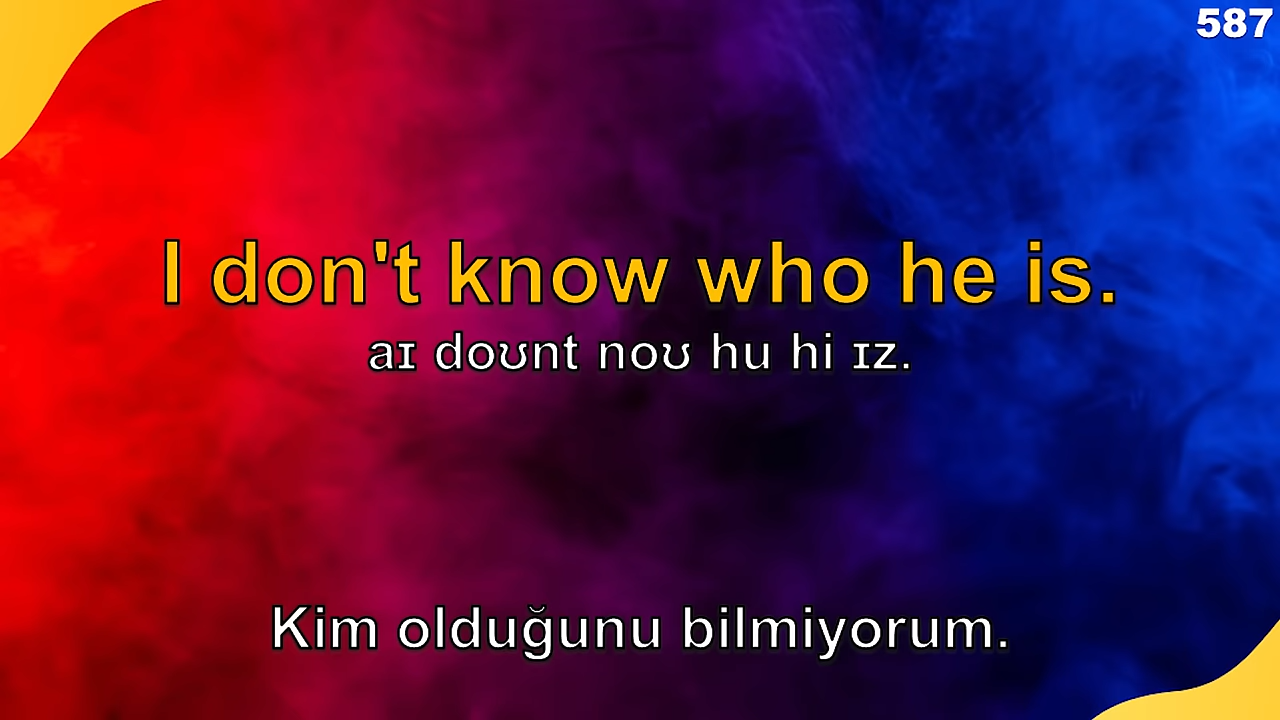 587
I don't know who he is.
aɪ doʊnt noʊ hu hi ɪz.
Kim olduğunu bilmiyorum.